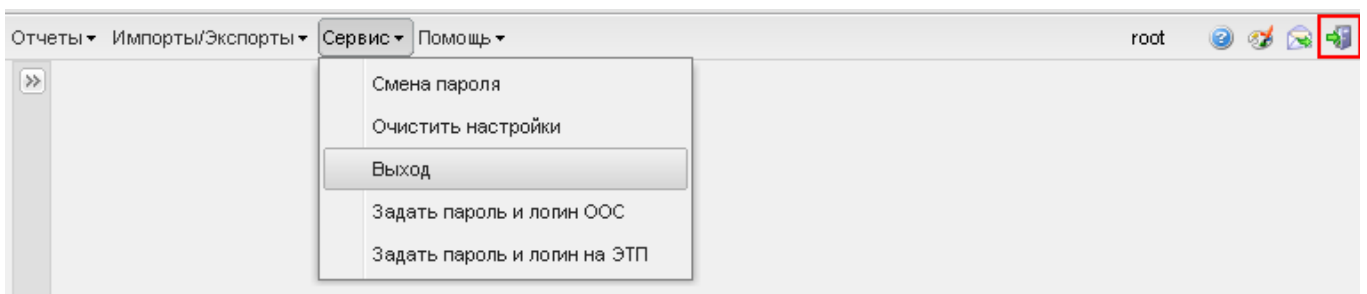 Отчеты Импорты/Экспорты Сервис Помощь root
Смена пароля
Очистить настройки
Выход
Задать пароль и логин ООС
Задать пароль и логин на ЭТП